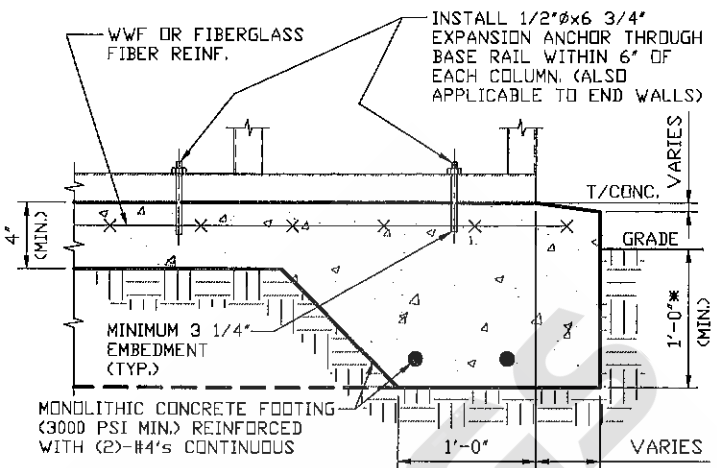 WWF OR FIBERGLASS
FIBER REINF.
INSTALL 1/2"Øx6 3/4"
EXPANSION ANCHOR THROUGH
BASE RAIL WITHIN 6" OF
EACH COLUMN. (ALSO
APPLICABLE TO END WALLS)
VARIES
T/CONC.
4"
(MIN.)
GRADE
1'-0"*
(MIN.)
MINIMUM 3 1/4"
EMBEDMENT
(TYP.)
MONOLITHIC CONCRETE FOOTING
(3000 PSI MIN.) REINFORCED
WITH (2)-#4's CONTINUOUS
1'-0"
VARIES